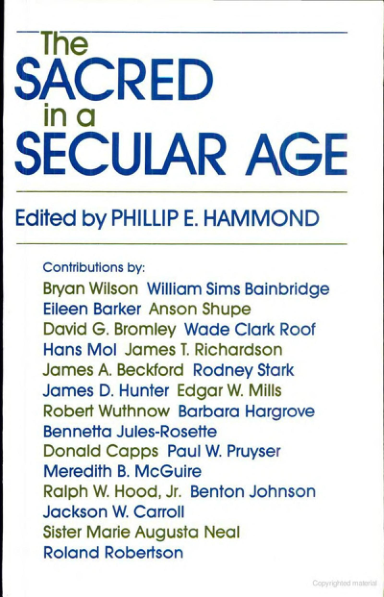 The
SACRED
in a
SECULAR AGE
Edited by PHILLIP E. HAMMOND
Contributions by:
Bryan Wilson William Sims Bainbridge
Eileen Barker Anson Shupe
David G. Bromley Wade Clark Roof
Hans Mol James T. Richardson
James A. Beckford Rodney Stark
James D. Hunter Edgar W. Mills
Robert Wuthnow Barbara Hargrove
Bennetta Jules-Rosette
Donald Capps Paul W. Pruyser
Meredith B. McGuire
Ralph W. Hood, Jr. Benton Johnson
Jackson W. Carroll
Sister Marie Augusta Neal
Roland Robertson
Copyrighted material